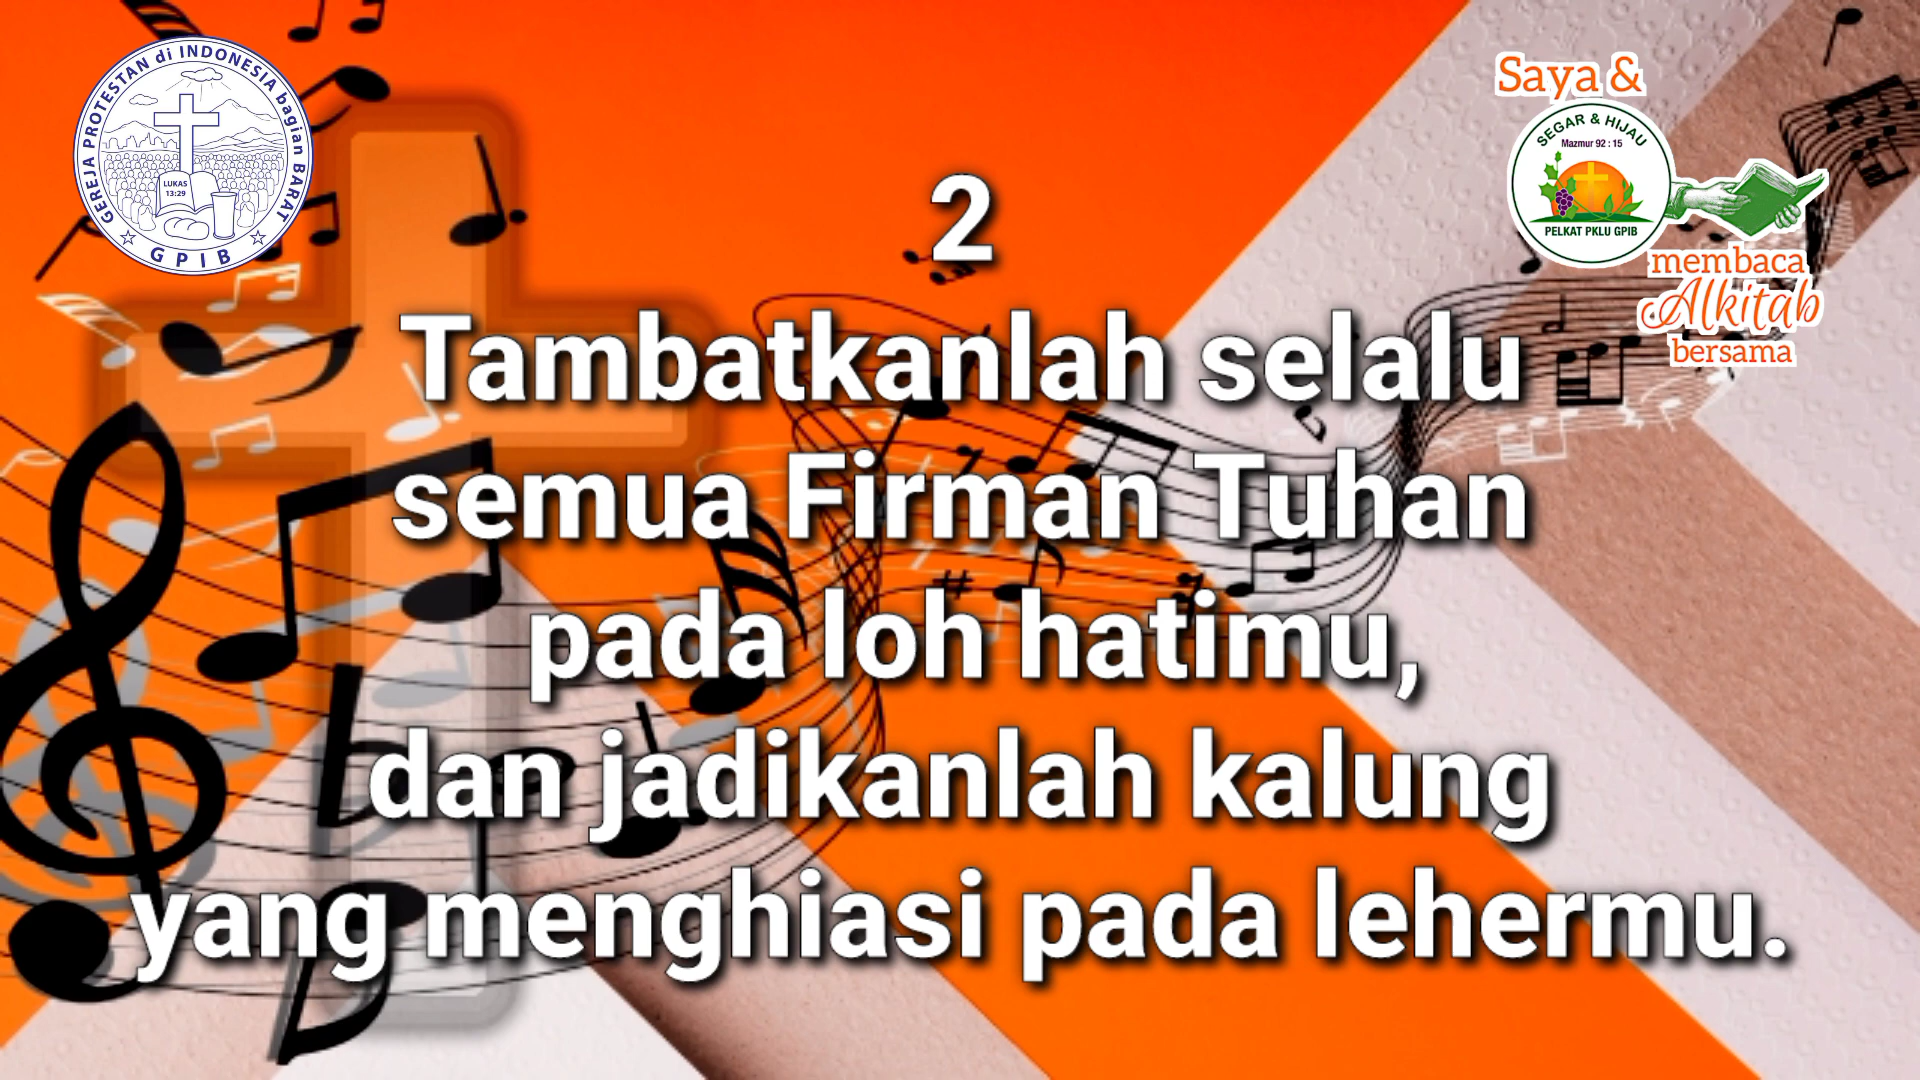 GEREJA PROTESTAN di INDONESIA bagian BARAT
LUKAS
13:29
GPIB
Saya &
SEGAR & HIJAU
Mazmur 92 : 15
PELKAT PKLU GPIB
membaca
Alkitab
bersama
2
Tambatkanlah selalu
semua Firman Tuhan
pada loh hatimu,
dan jadikanlah kalung
yang menghiasi pada lehermu.